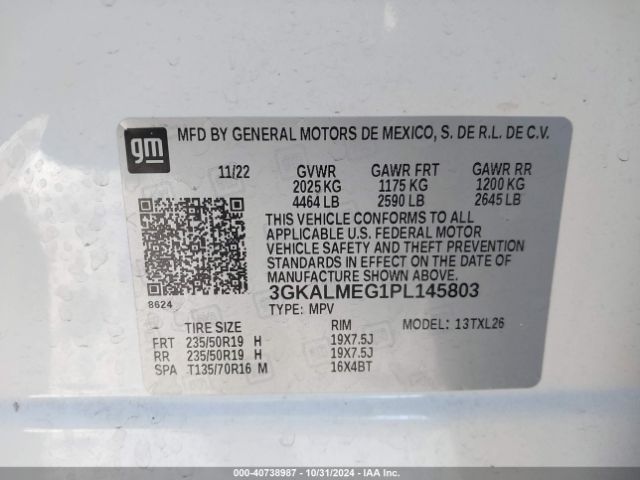 gm MFD BY GENERAL MOTORS DE MEXICO, S. DE R.L. DE C.V.
11/22 GVWR GAWR FRT GAWR RR
2025 KG 1175 KG 1200 KG
4464 LB 2590 LB 2645 LB
THIS VEHICLE CONFORMS TO ALL
APPLICABLE U.S. FEDERAL MOTOR
VEHICLE SAFETY AND THEFT PREVENTION
STANDARDS IN EFFECT ON THE DATE OF
MANUFACTURE SHOWN ABOVE.
3GKALMEG1PL145803
8624 TYPE: MPV
TIRE SIZE RIM MODEL: 13TXL26
FRT 235/50R19 H 19X7.5J
RR 235/50R19 H 19X7.5J
SPA T135/70R16 M 16X4BT
000-40738987 - 10/31/2024 - IAA Inc.